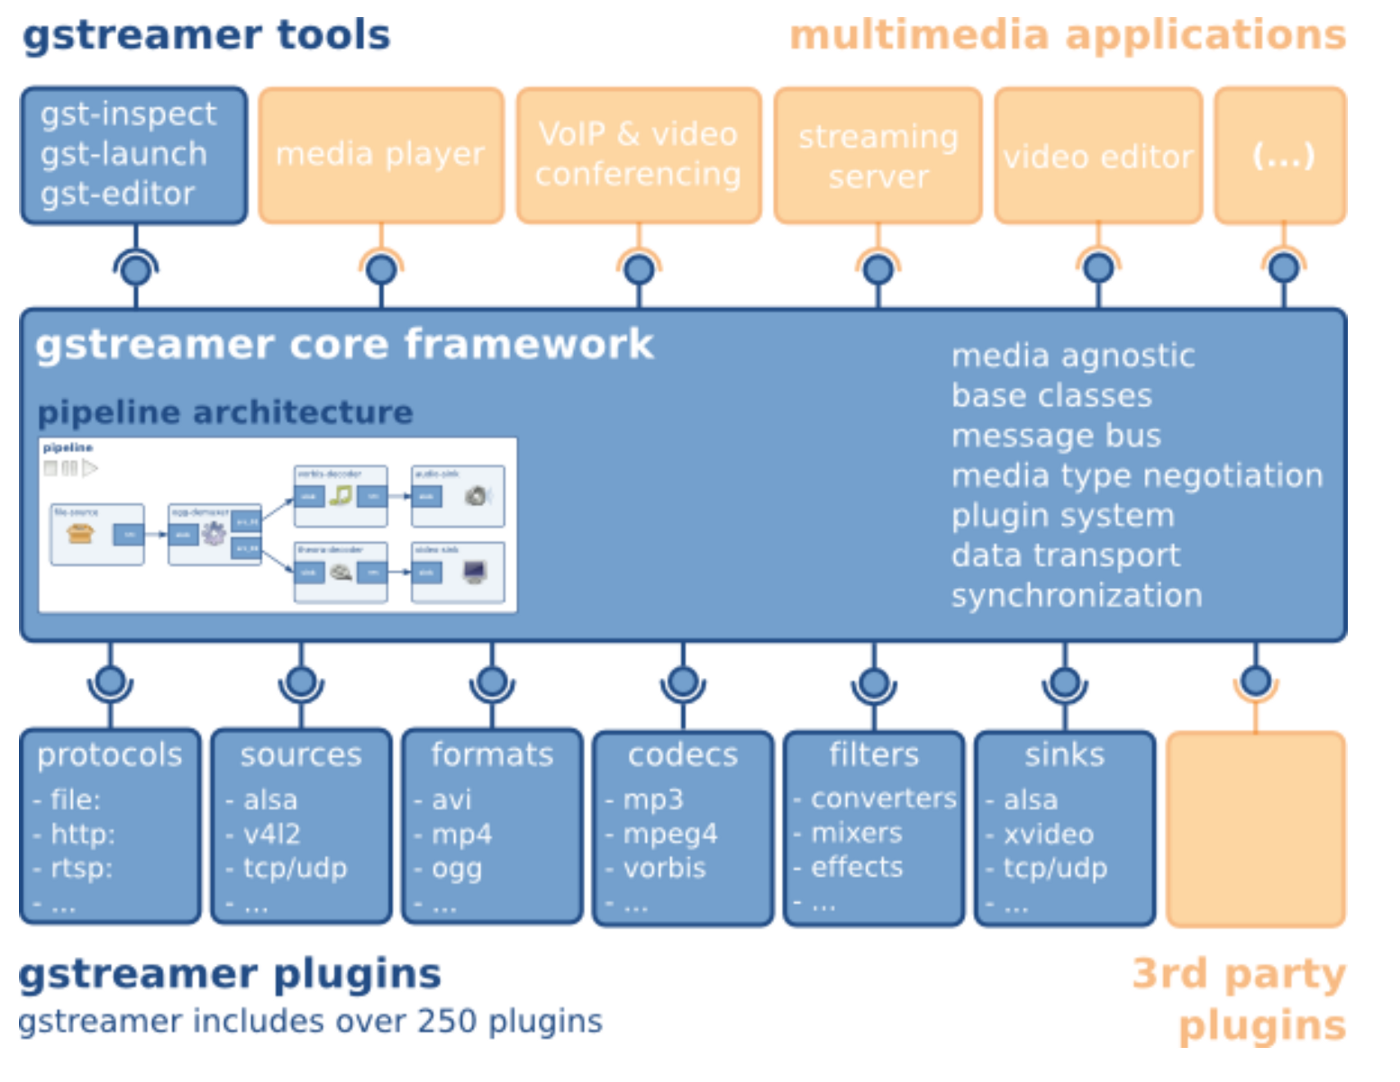 gstreamer tools
multimedia applications
gst-inspect
gst-launch
gst-editor
media player
VoIP & video
conferencing
streaming
server
video editor
(...)
gstreamer core framework
pipeline architecture
pipeline
file-source
ogg-demuxer
vorbis-decoder
audio-sink
theora-decoder
video-sink
media agnostic
base classes
message bus
media type negotiation
plugin system
data transport
synchronization
protocols
- file:
- http:
- rtsp:
- ...
sources
- alsa
- v4l2
- tcp/udp
- ...
formats
- avi
- mp4
- ogg
- ...
codecs
- mp3
- mpeg4
- vorbis
- ...
filters
- converters
- mixers
- effects
- ...
sinks
- alsa
- xvideo
- tcp/udp
- ...
gstreamer plugins
gstreamer includes over 250 plugins
3rd party
plugins